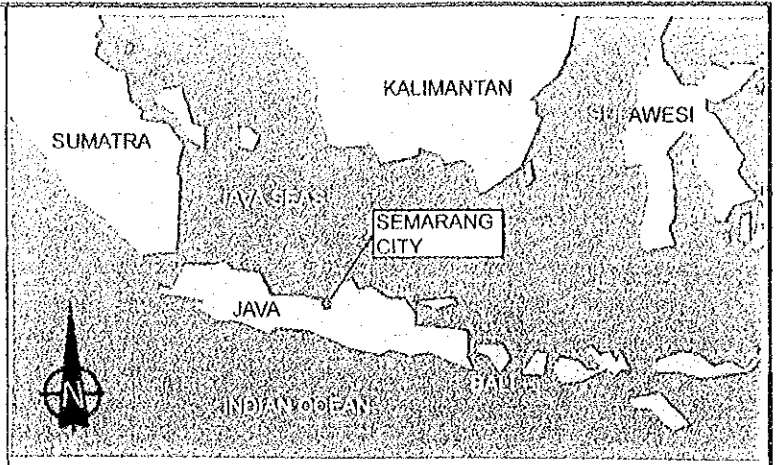 KALIMANTAN
SUMATRA
SULAWESI
JAVA SEAS
SEMARANG
CITY
JAVA
BALI
INDIAN OCEAN
N